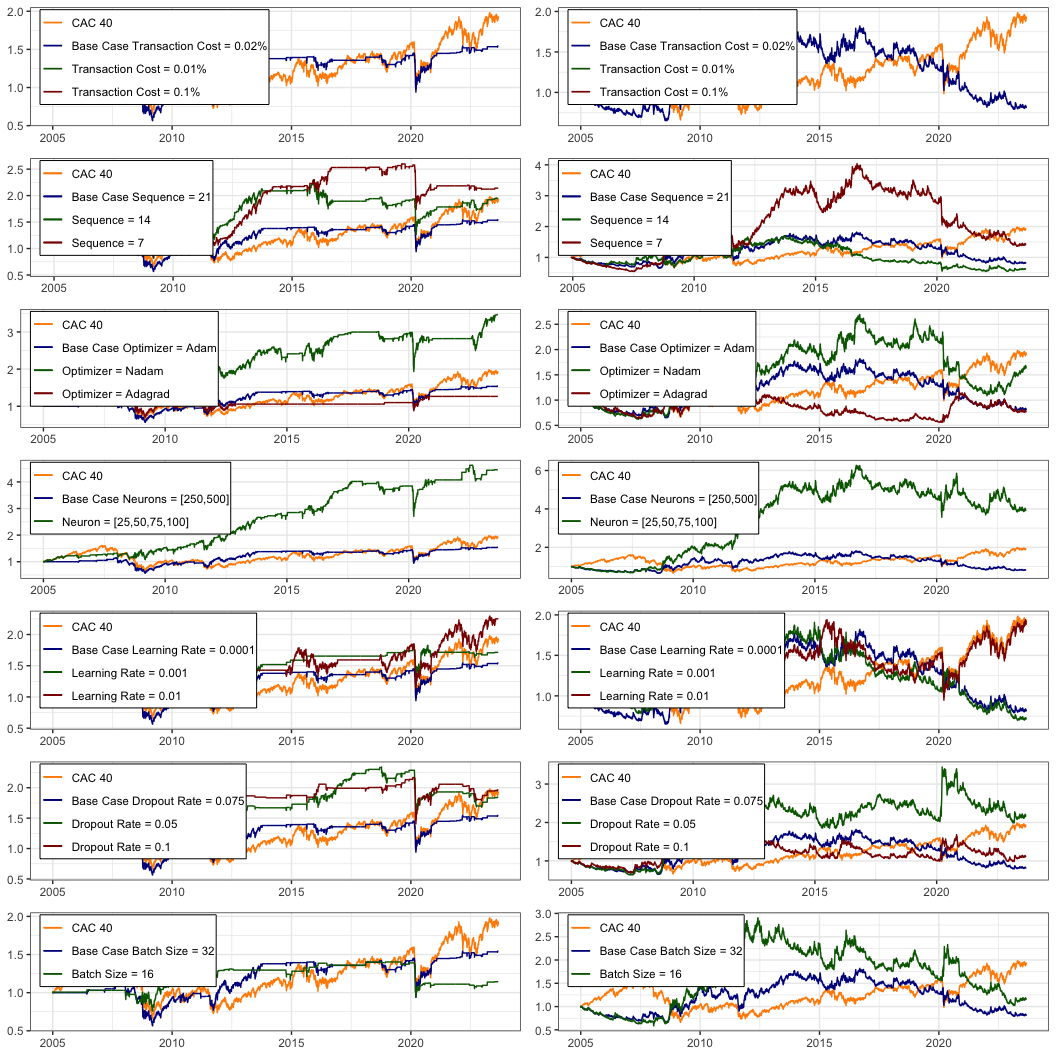 2.0
1.5
1.0
0.5
CAC 40
Base Case Transaction Cost = 0.02%
Transaction Cost = 0.01%
Transaction Cost = 0.1%
2005 2010 2015 2020
2.0
1.0
CAC 40
Base Case Transaction Cost = 0.02%
Transaction Cost = 0.01%
Transaction Cost = 0.1%
2005 2010 2015 2020
2.5
2.0
1.5
1.0
0.5
CAC 40
Base Case Sequence = 21
Sequence = 14
Sequence = 7
2005 2010 2015 2020
4
3
2
1
CAC 40
Base Case Sequence = 21
Sequence = 14
Sequence = 7
2005 2010 2015 2020
3
2
1
CAC 40
Base Case Optimizer = Adam
Optimizer = Nadam
Optimizer = Adagrad
2005 2010 2015 2020
2.5
2.0
1.5
1.0
0.5
CAC 40
Base Case Optimizer = Adam
Optimizer = Nadam
Optimizer = Adagrad
2005 2010 2015 2020
4
3
2
1
CAC 40
Base Case Neurons = [250,500]
Neuron = [25,50,75,100]
2005 2010 2015 2020
6
4
2
CAC 40
Base Case Neurons = [250,500]
Neuron = [25,50,75,100]
2005 2010 2015 2020
2.0
1.5
1.0
0.5
CAC 40
Base Case Learning Rate = 0.0001
Learning Rate = 0.001
Learning Rate = 0.01
2005 2010 2015 2020
2.0
1.0
CAC 40
Base Case Learning Rate = 0.0001
Learning Rate = 0.001
Learning Rate = 0.01
2005 2010 2015 2020
2.0
1.5
1.0
0.5
CAC 40
Base Case Dropout Rate = 0.075
Dropout Rate = 0.05
Dropout Rate = 0.1
2005 2010 2015 2020
3
2
1
CAC 40
Base Case Dropout Rate = 0.075
Dropout Rate = 0.05
Dropout Rate = 0.1
2005 2010 2015 2020
2.0
1.5
1.0
0.5
CAC 40
Base Case Batch Size = 32
Batch Size = 16
2005 2010 2015 2020
3.0
2.5
2.0
1.5
1.0
0.5
CAC 40
Base Case Batch Size = 32
Batch Size = 16
2005 2010 2015 2020